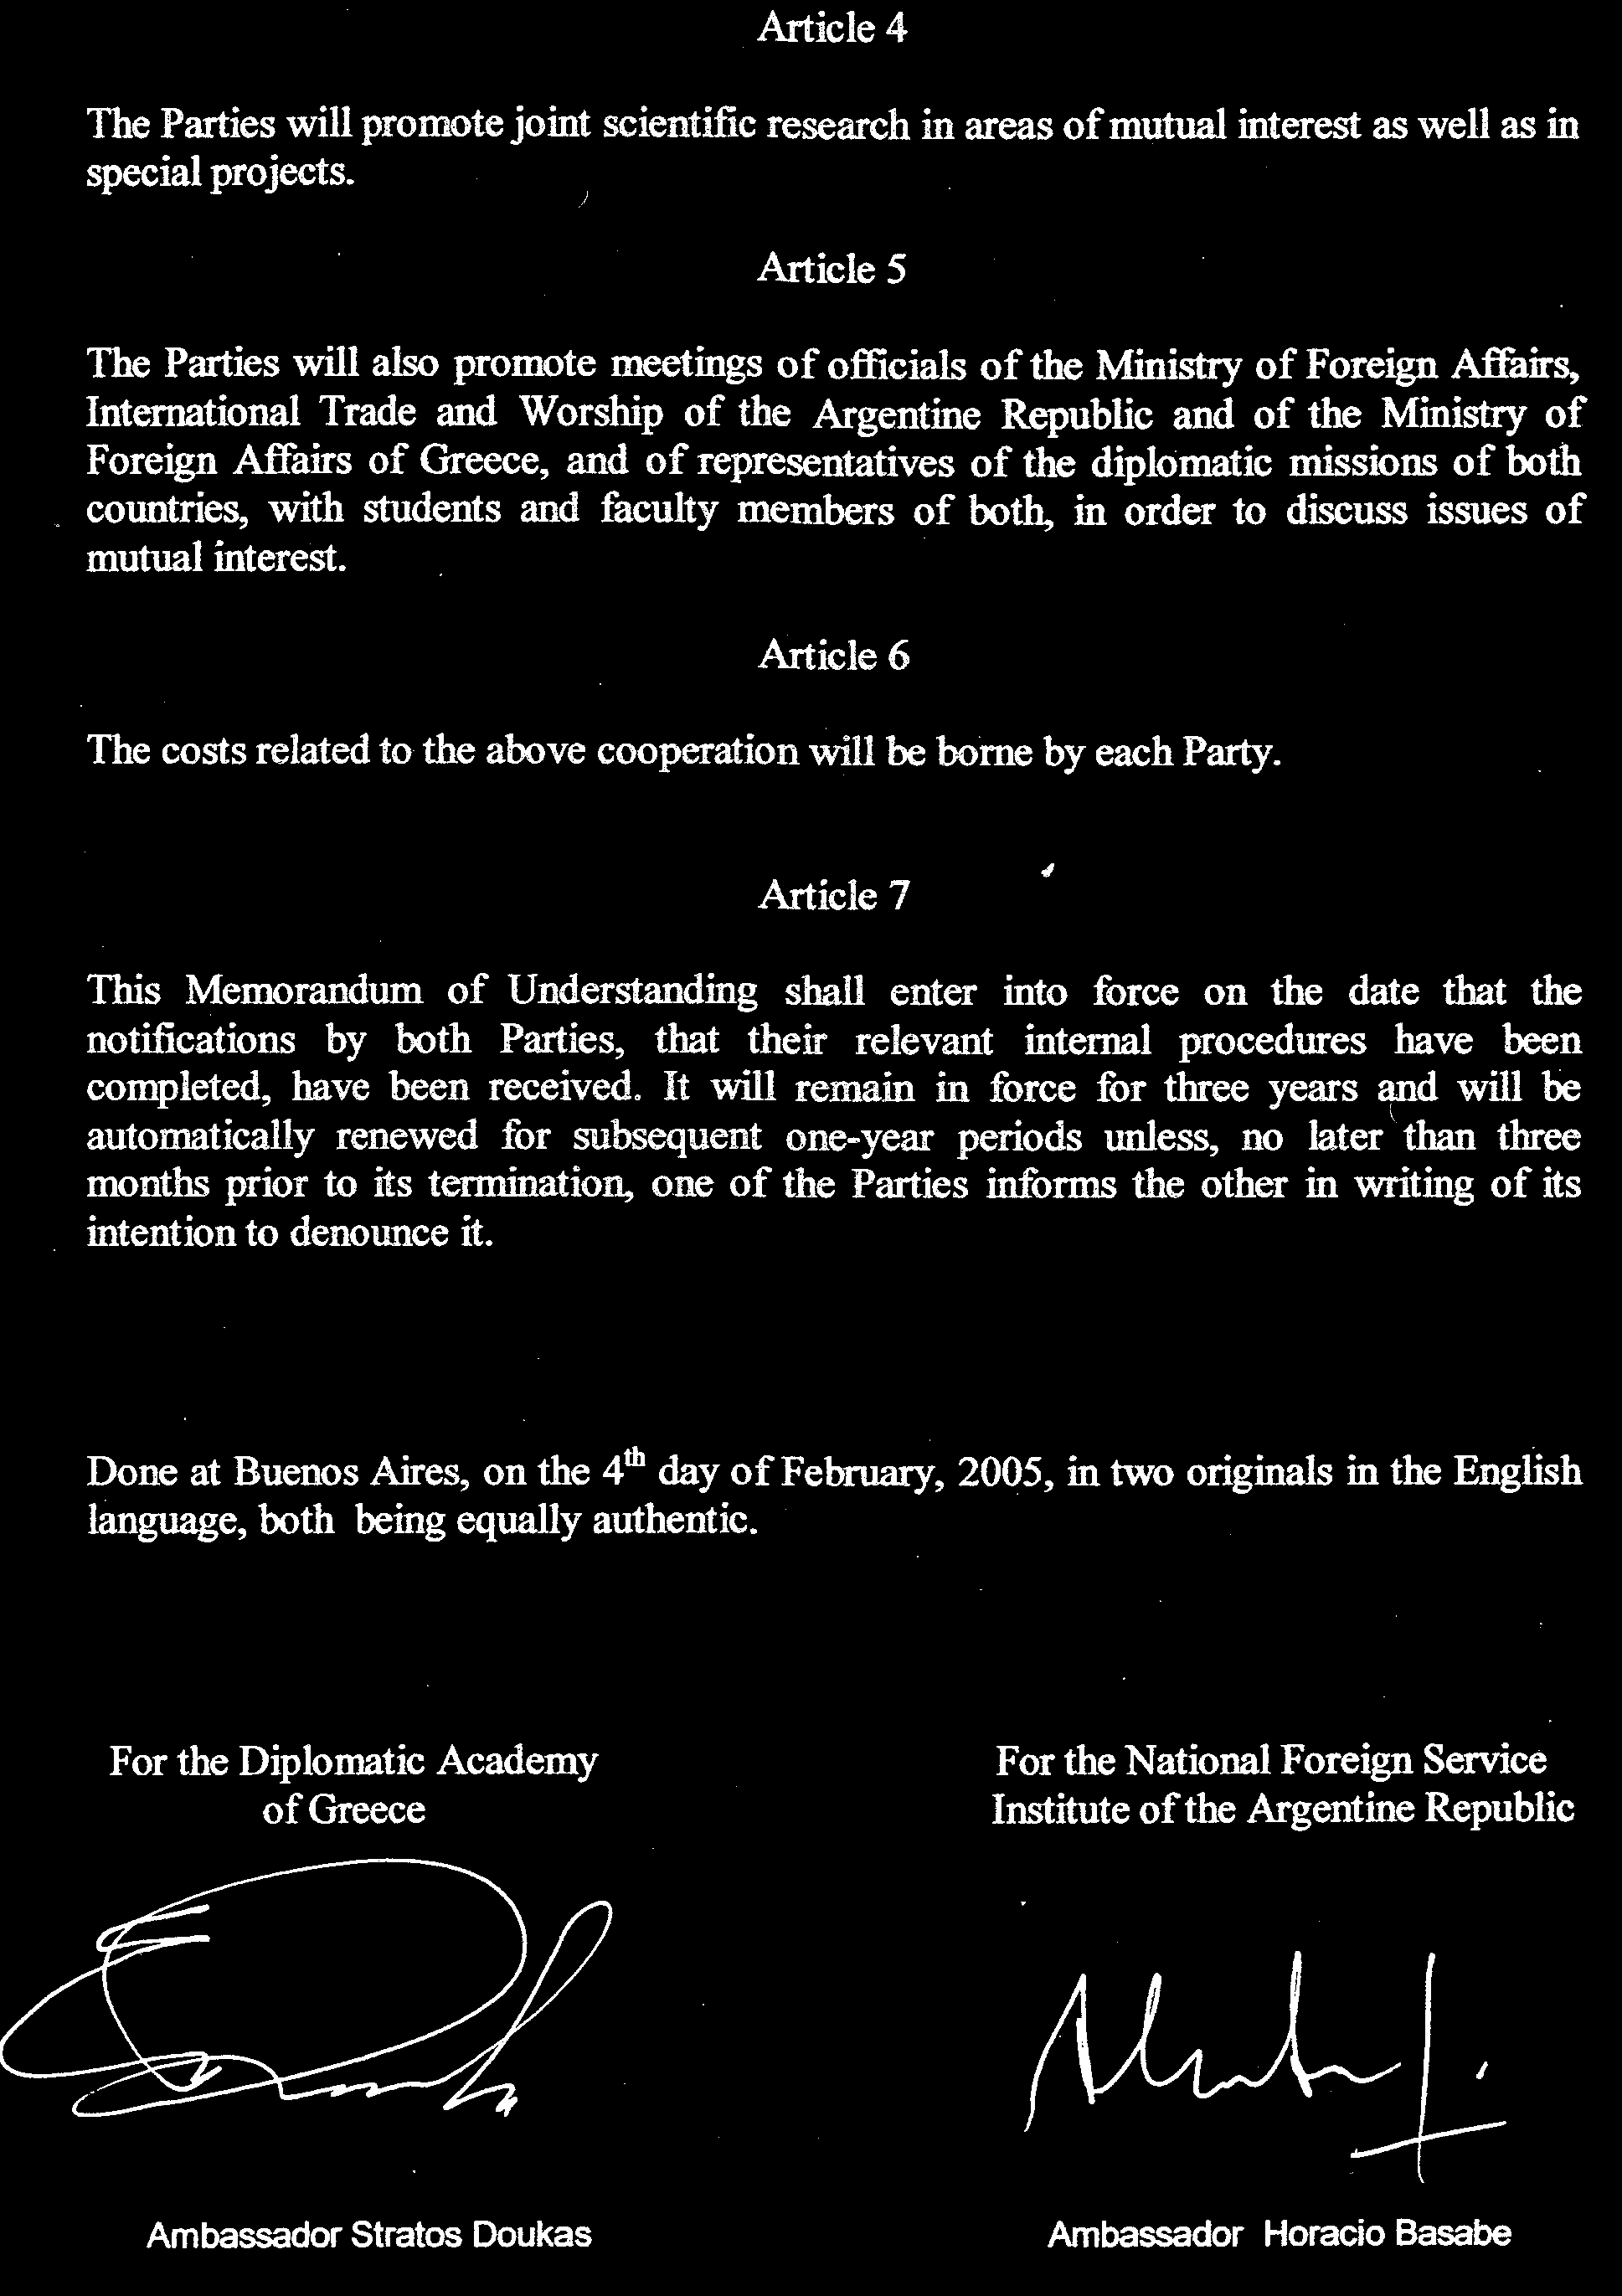 Article 4
The Parties will promote joint scientific research in areas of mutual interest as well as in
special projects.
Article 5
The Parties will also promote meetings of officials of the Ministry of Foreign Affairs,
International Trade and Worship of the Argentine Republic and of the Ministry of
Foreign Affairs of Greece, and of representatives of the diplomatic missions of both
countries, with students and faculty members of both, in order to discuss issues of
mutual interest.
Article 6
The costs related to the above cooperation will be borne by each Party.
Article 7
This Memorandum of Understanding shall enter into force on the date that the
notifications by both Parties, that their relevant internal procedures have been
completed, have been received. It will remain in force for three years and will be
automatically renewed for subsequent one-year periods unless, no later than three
months prior to its termination, one of the Parties informs the other in writing of its
intention to denounce it.
Done at Buenos Aires, on the 4th day of February, 2005, in two originals in the English
language, both being equally authentic.
For the Diplomatic Academy
of Greece
For the National Foreign Service
Institute of the Argentine Republic
Ambassador Stratos Doukas
Ambassador Horacio Basabe